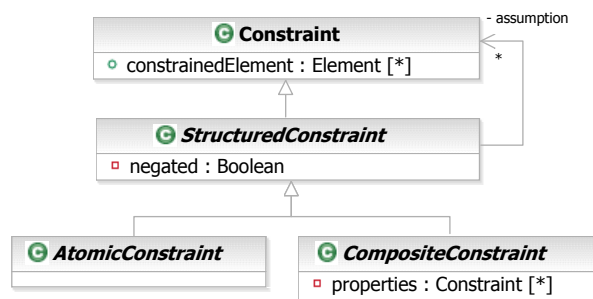 - assumption
Constraint
constrainedElement : Element [*]
*
StructuredConstraint
negated : Boolean
AtomicConstraint
CompositeConstraint
properties : Constraint [*]